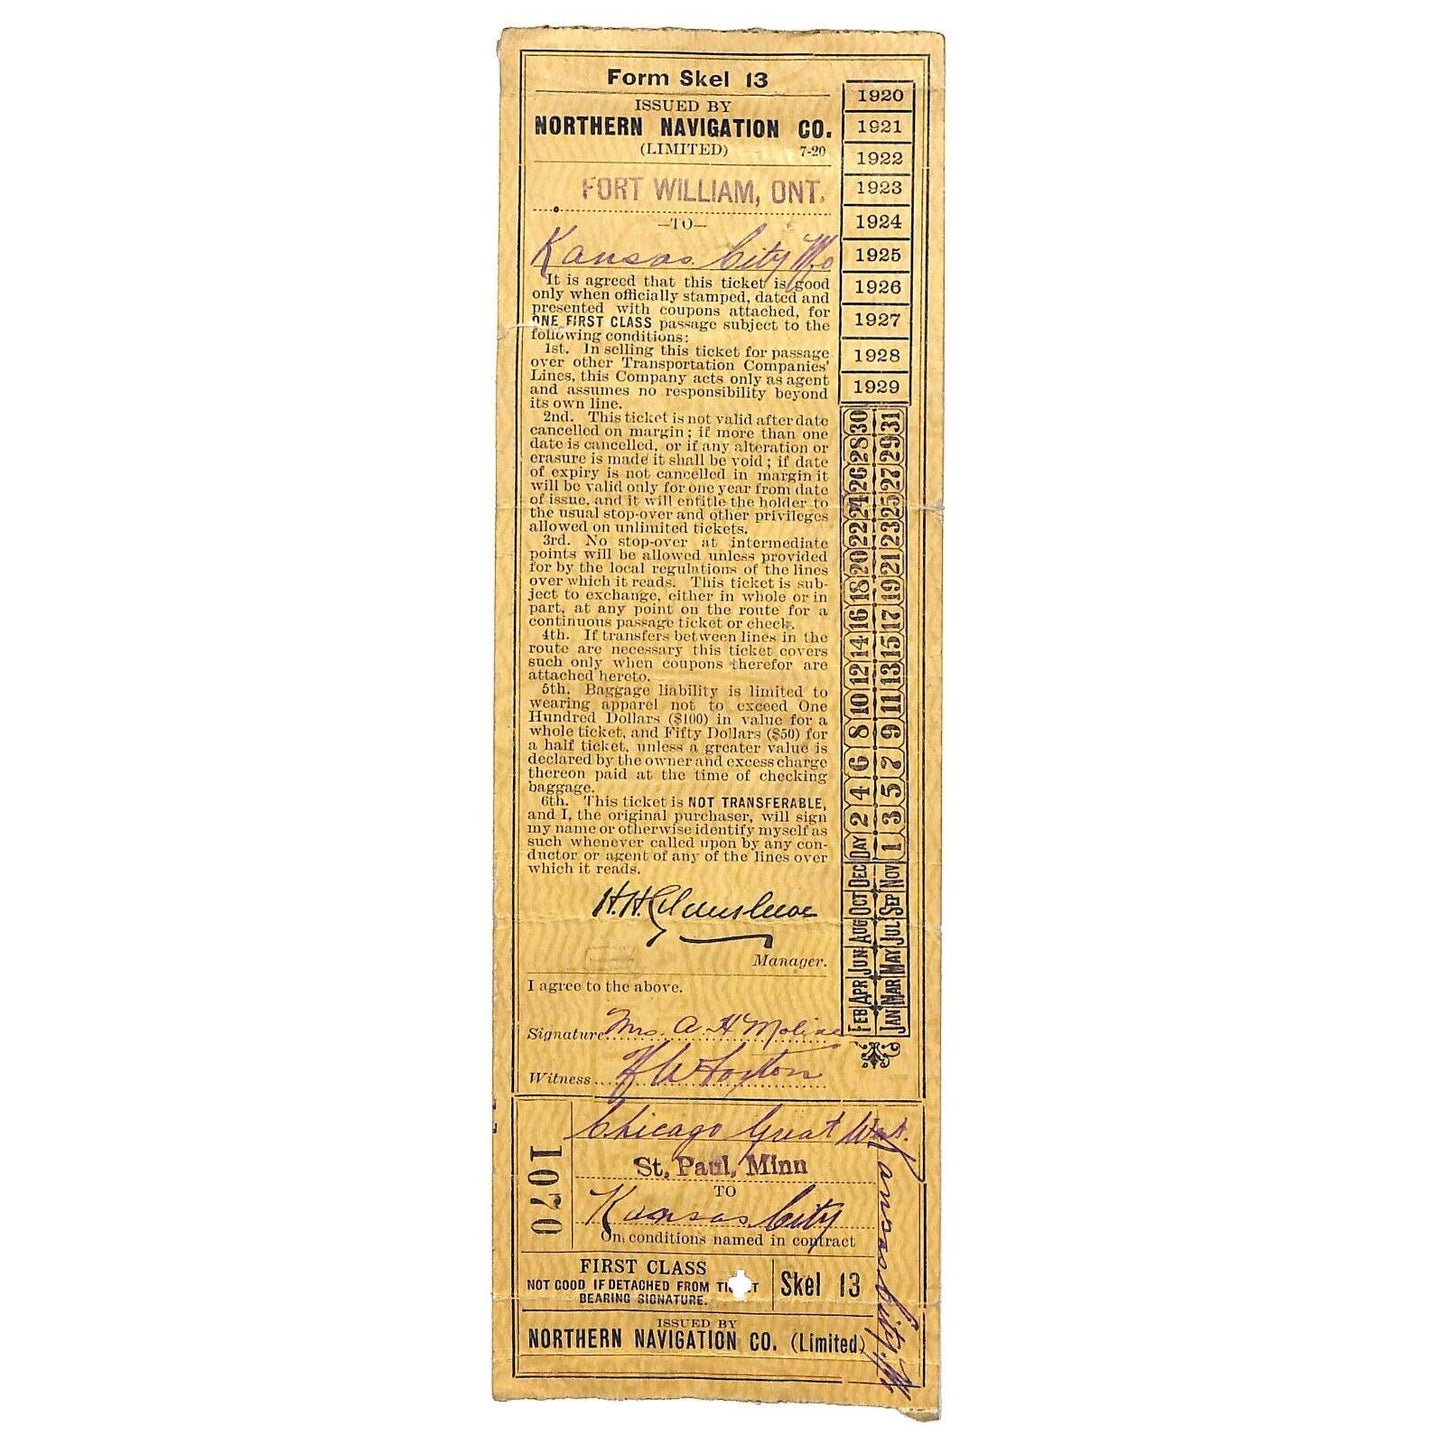 Form Skel 13
ISSUED BY
NORTHERN NAVIGATION CO.
(LIMITED) 7-20
FORT WILLIAM, ONT.
—TO—
Kansas City Mo
It is agreed that this ticket is good
only when officially stamped, dated and
presented with coupons attached, for
ONE FIRST CLASS passage subject to the
following conditions:
1st. In selling this ticket for passage
over other Transportation Companies'
Lines, this Company acts only as agent
and assumes no responsibility beyond
its own line.
2nd. This ticket is not valid after date
cancelled on margin; if more than one
date is cancelled, or if any alteration or
erasure is made it shall be void; if date
of expiry is not cancelled in margin it
will be valid only for one year from date
of issue, and it will entitle the holder to
the usual stop-over and other privileges
allowed on unlimited tickets.
3rd. No stop-over at intermediate
points will be allowed unless provided
for by the local regulations of the lines
over which it reads. This ticket is sub-
ject to exchange, either in whole or in
part, at any point on the route for a
continuous passage ticket or check.
4th. If transfers between lines in the
route are necessary this ticket covers
such only when coupons therefor are
attached hereto.
5th. Baggage liability is limited to
wearing apparel not to exceed One
Hundred Dollars ($100) in value for a
whole ticket, and Fifty Dollars ($50) for
a half ticket, unless a greater value is
declared by the owner and excess charge
thereon paid at the time of checking
baggage.
6th. This ticket is NOT TRANSFERABLE,
and I, the original purchaser, will sign
my name or otherwise identify myself as
such whenever called upon by any con-
ductor or agent of any of the lines over
which it reads.
Manager.
I agree to the above.
Signature Mrs. A. H
Witness
1920
1921
1922
1923
1924
1925
1926
1927
1928
1929
FEB APR JUN AUG OCT DEC DAY 2 4 6 8 10 12 14 16 18 20 22 24 26 28 30
JAN MAR MAY JUL SEP NOV 1 3 5 7 9 11 13 15 17 19 21 23 25 27 29 31
1070
Chicago Great West.
St. Paul, Minn
TO
Kansas City
On conditions named in contract
Kansas City. M
FIRST CLASS
NOT GOOD IF DETACHED FROM TICKET
BEARING SIGNATURE.
Skel 13
ISSUED BY
NORTHERN NAVIGATION CO. (Limited)